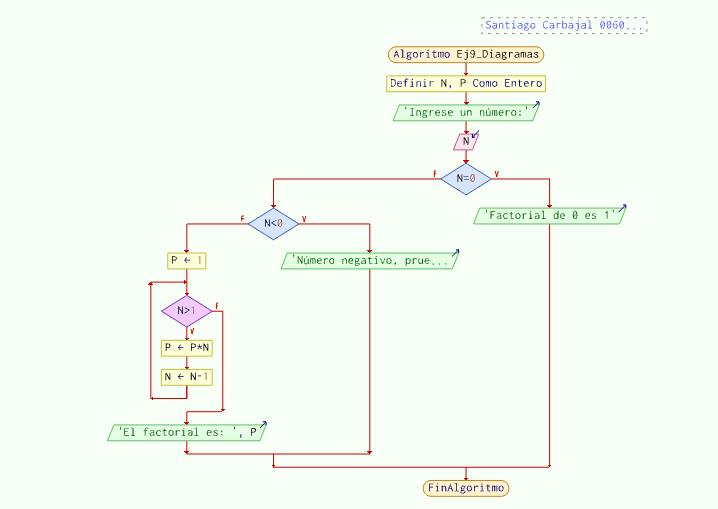 Santiago Carbajal 0060...
Algoritmo Ej9_Diagramas
Definir N, P Como Entero
'Ingrese un número:'
N
N=0
F
V
N<0
'Factorial de 0 es 1'
F
V
P ← 1
'Número negativo, prue...
N>1
F
V
P ← P*N
N ← N-1
'El factorial es: ', P
FinAlgoritmo